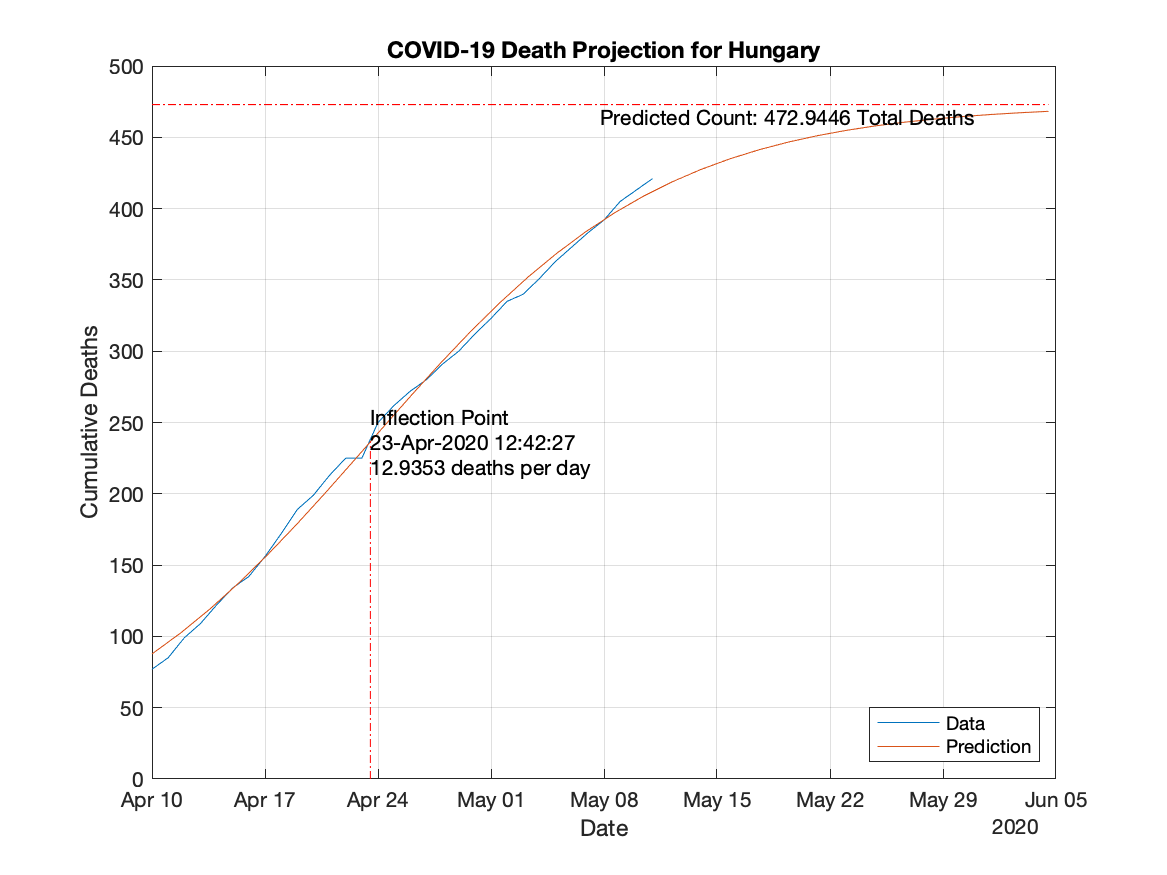 COVID-19 Death Projection for Hungary
500
450
400
350
300
250
200
150
100
50
0
Cumulative Deaths
Predicted Count: 472.9446 Total Deaths
Inflection Point
23-Apr-2020 12:42:27
12.9353 deaths per day
Data
Prediction
Apr 10 Apr 17 Apr 24 May 01 May 08 May 15 May 22 May 29 Jun 05
Date
2020